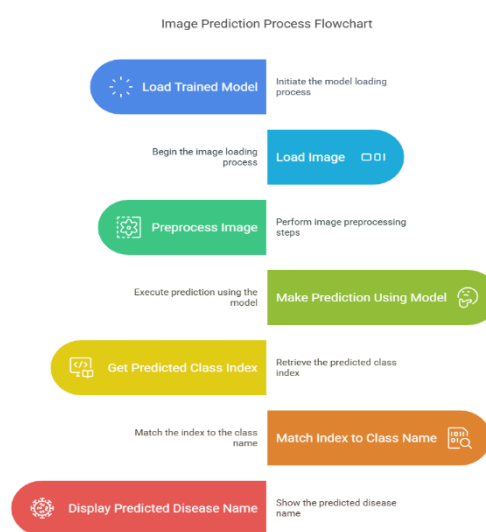 Image Prediction Process Flowchart
Load Trained Model
Initiate the model loading
process
Begin the image loading
process
Load Image
Preprocess Image
Perform image preprocessing
steps
Execute prediction using the
model
Make Prediction Using Model
Get Predicted Class Index
Retrieve the predicted class
index
Match the index to the class
name
Match Index to Class Name
Display Predicted Disease Name
Show the predicted disease
name